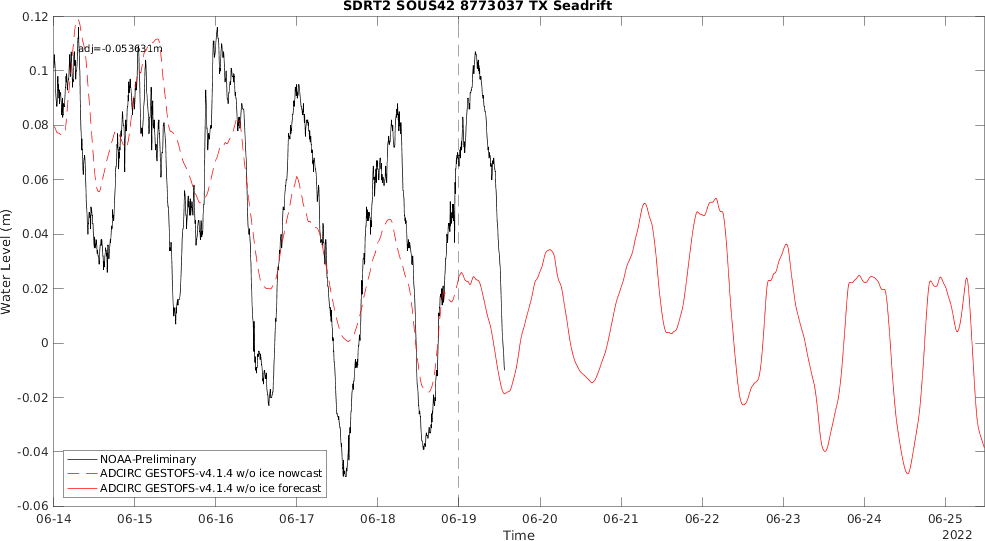 SDRT2 SOUS42 8773037 TX Seadrift
adj=-0.053631m
Water Level (m)
0.12
0.1
0.08
0.06
0.04
0.02
0
-0.02
-0.04
-0.06
NOAA-Preliminary
ADCIRC GESTOFS-v4.1.4 w/o ice nowcast
ADCIRC GESTOFS-v4.1.4 w/o ice forecast
06-14 06-15 06-16 06-17 06-18 06-19 06-20 06-21 06-22 06-23 06-24 06-25
Time
2022